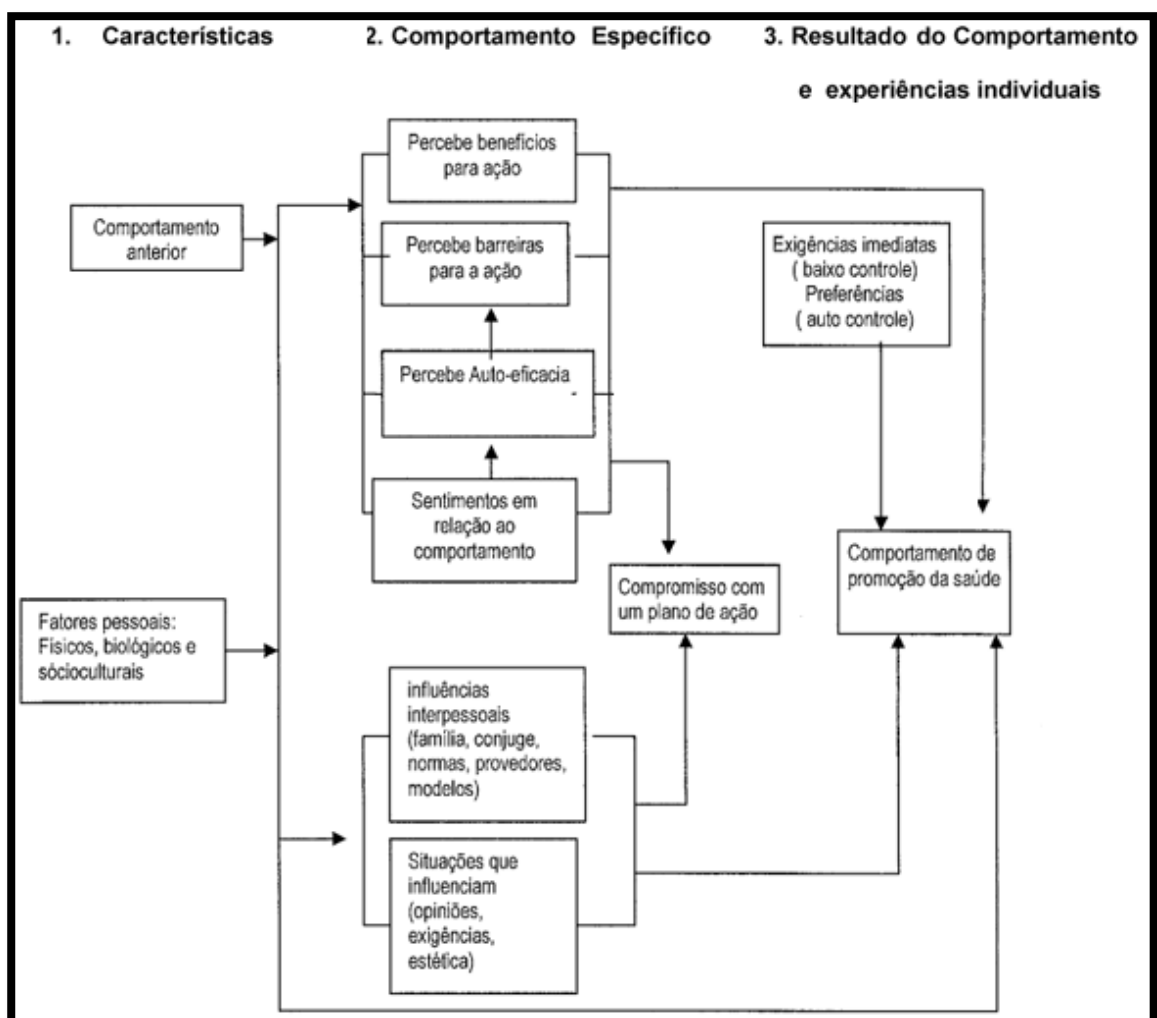 1. Características
2. Comportamento Específico
3. Resultado do Comportamento
e experiências individuais
Comportamento
anterior
Fatores pessoais:
Físicos, biológicos e
sócioculturais
Percebe benefícios
para ação
Percebe barreiras
para a ação
Percebe Auto-eficacia
Sentimentos em
relação ao
comportamento
Compromisso com
um plano de ação
influências
interpessoais
(família, conjuge,
normas, provedores,
modelos)
Situações que
influenciam
(opiniões,
exigências,
estética)
Exigências imediatas
( baixo controle)
Preferências
( auto controle)
Comportamento de
promoção da saúde